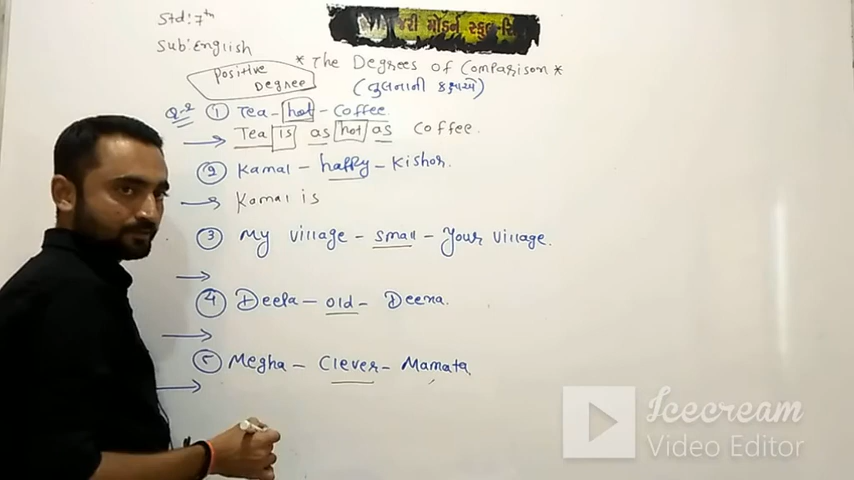 Std: 7th
Sub: English
મોડર્ન સ્કુલ
* The Degrees of Comparison *
Positive Degree
(તુલનાની કક્ષાઓ)
Q-2 ① Tea - hot - Coffee.
→ Tea is as hot as Coffee.
② Kamal - happy - Kishor.
→ Kamal is
③ My village - small - Your village.
→
④ Deepa - old - Deena.
→
⑤ Megha - Clever - Mamata.
→
Icecream
Video Editor